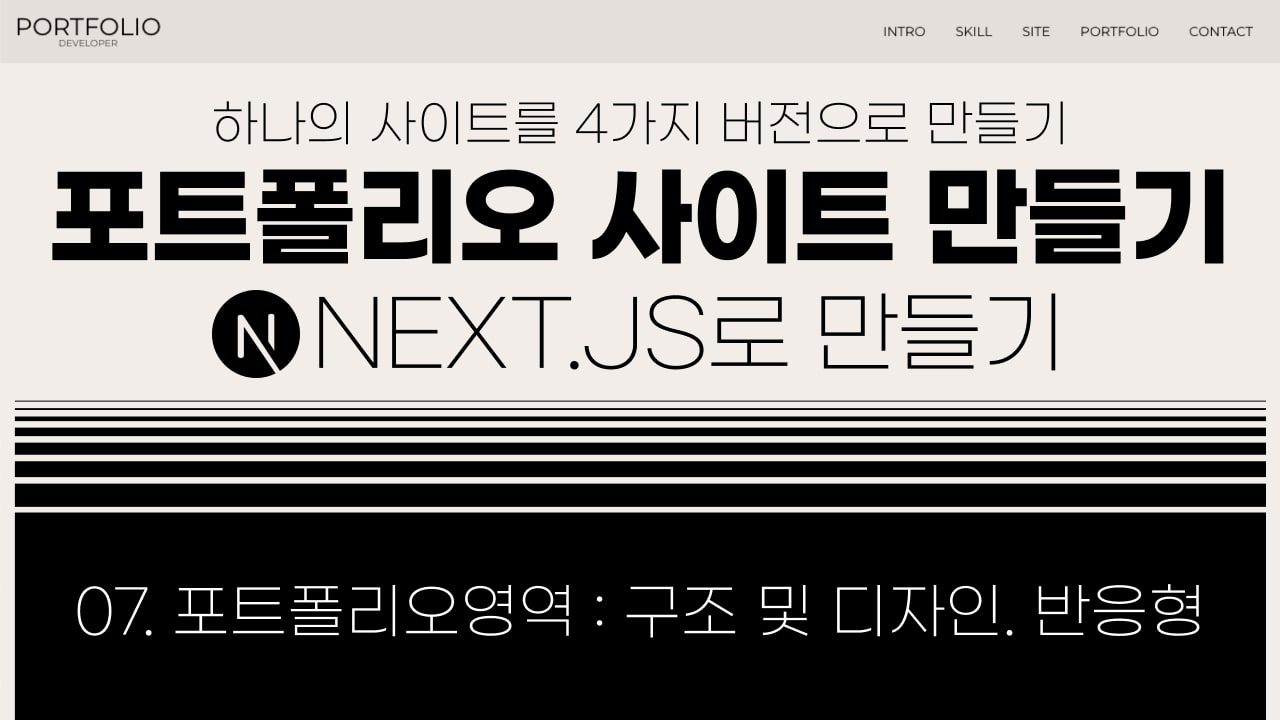 PORTFOLIO
DEVELOPER
INTRO SKILL SITE PORTFOLIO CONTACT
하나의 사이트를 4가지 버전으로 만들기
포트폴리오 사이트 만들기
NEXT.JS로 만들기
07. 포트폴리오영역 : 구조 및 디자인. 반응형